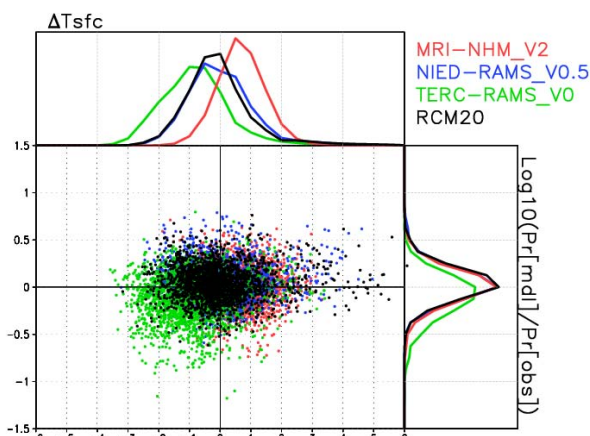 ΔTsfc
MRI-NHM_V2
NIED-RAMS_V0.5
TERC-RAMS_V0
RCM20
1.5
1
0.5
0
-0.5
-1
-1.5
Log10(Pr[mdl]/Pr[obs])